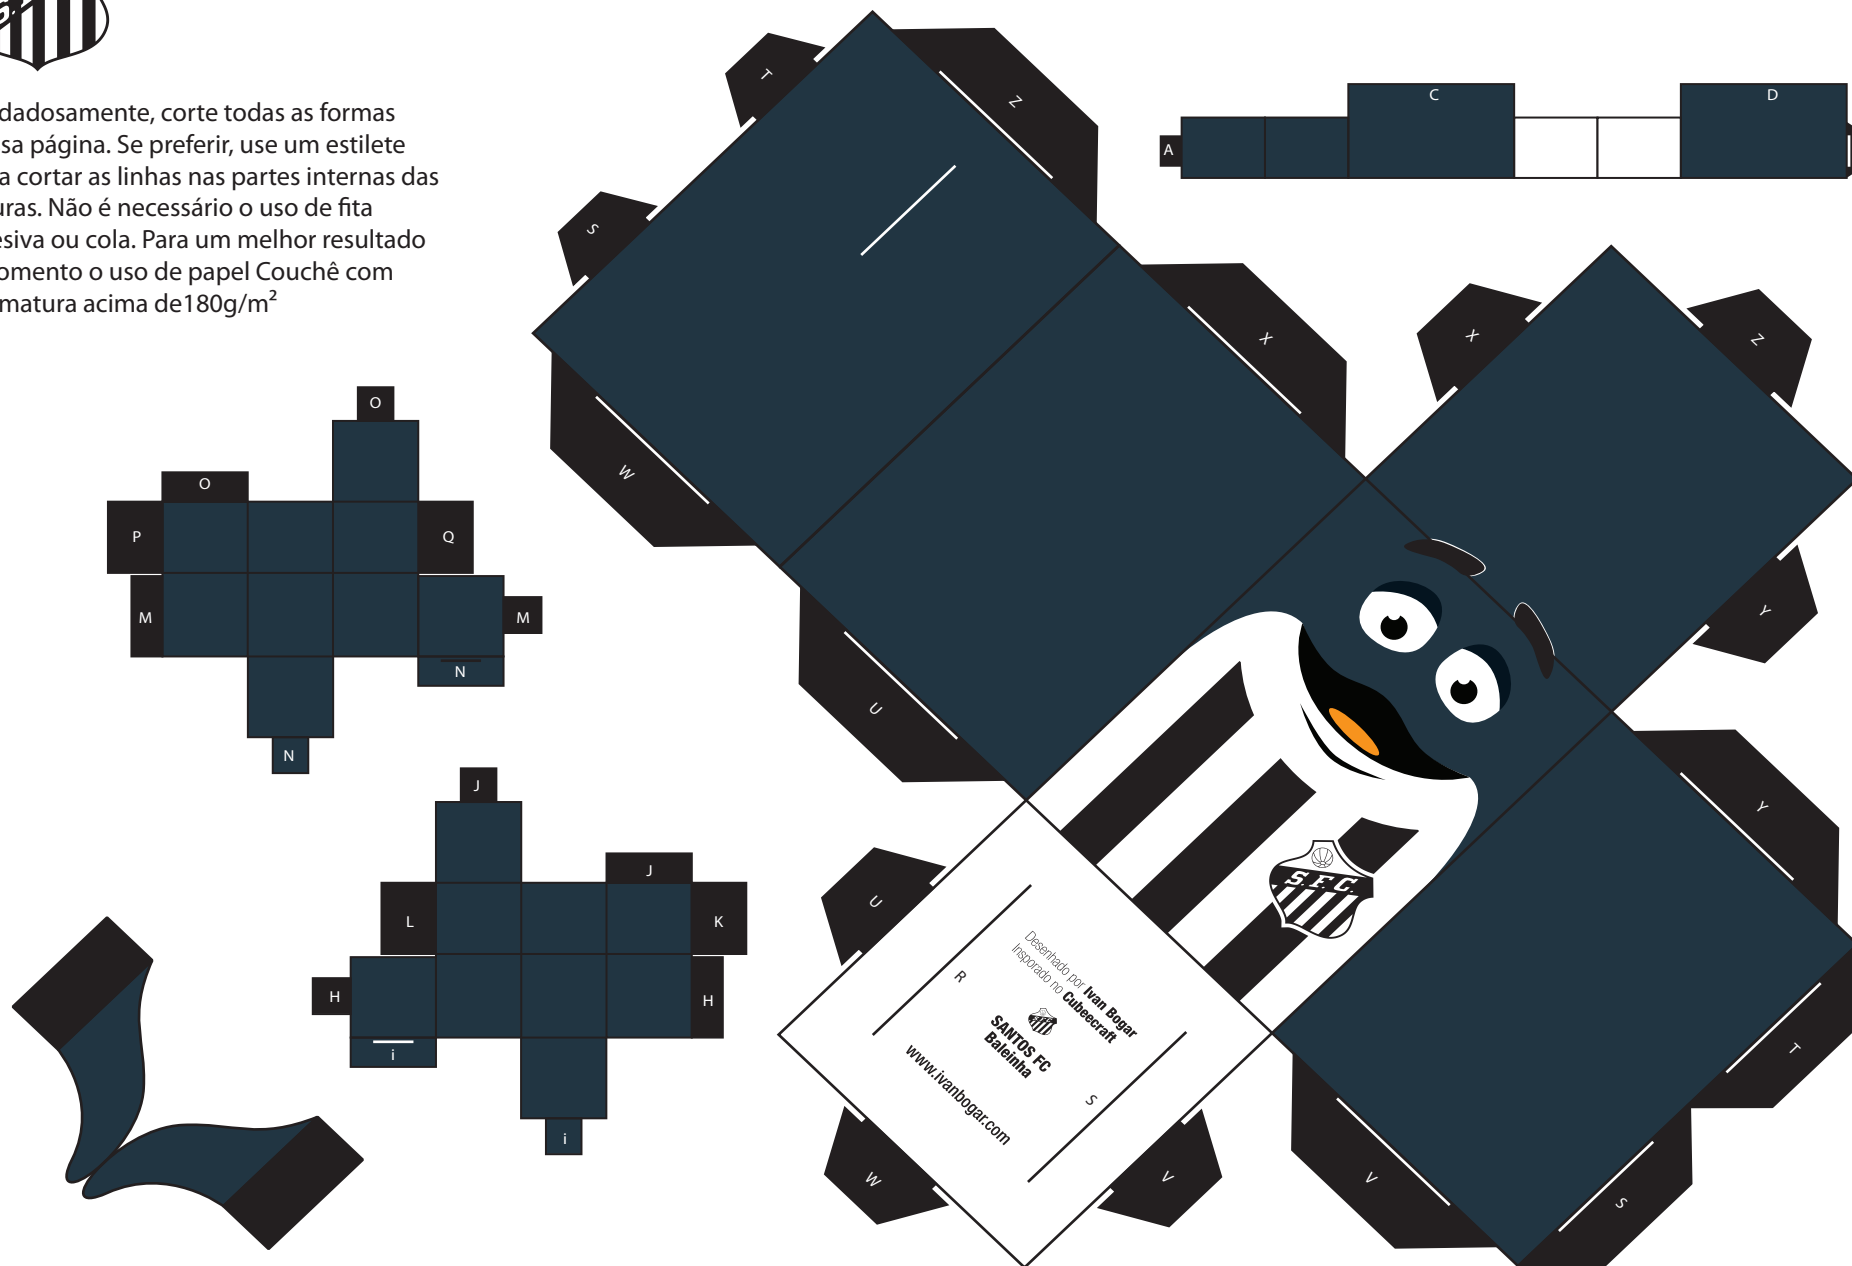 dadosamente, corte todas as formas
sa página. Se preferir, use um estilete
a cortar as linhas nas partes internas das
uras. Não é necessário o uso de fita
esiva ou cola. Para um melhor resultado
omento o uso de papel Couchê com
matura acima de180g/m²
T
Z
C
D
A
S
X
X
Z
W
O
O
P
Q
M
M
N
N
U
Y
Y
J
J
L
K
H
H
i
i
U
S.F.C.
R
Desenhado por Ivan Bogar
Insporado no Cubeecraft
SANTOS FC
Baleinha
www.ivanbogar.com
S
T
W
V
V
S